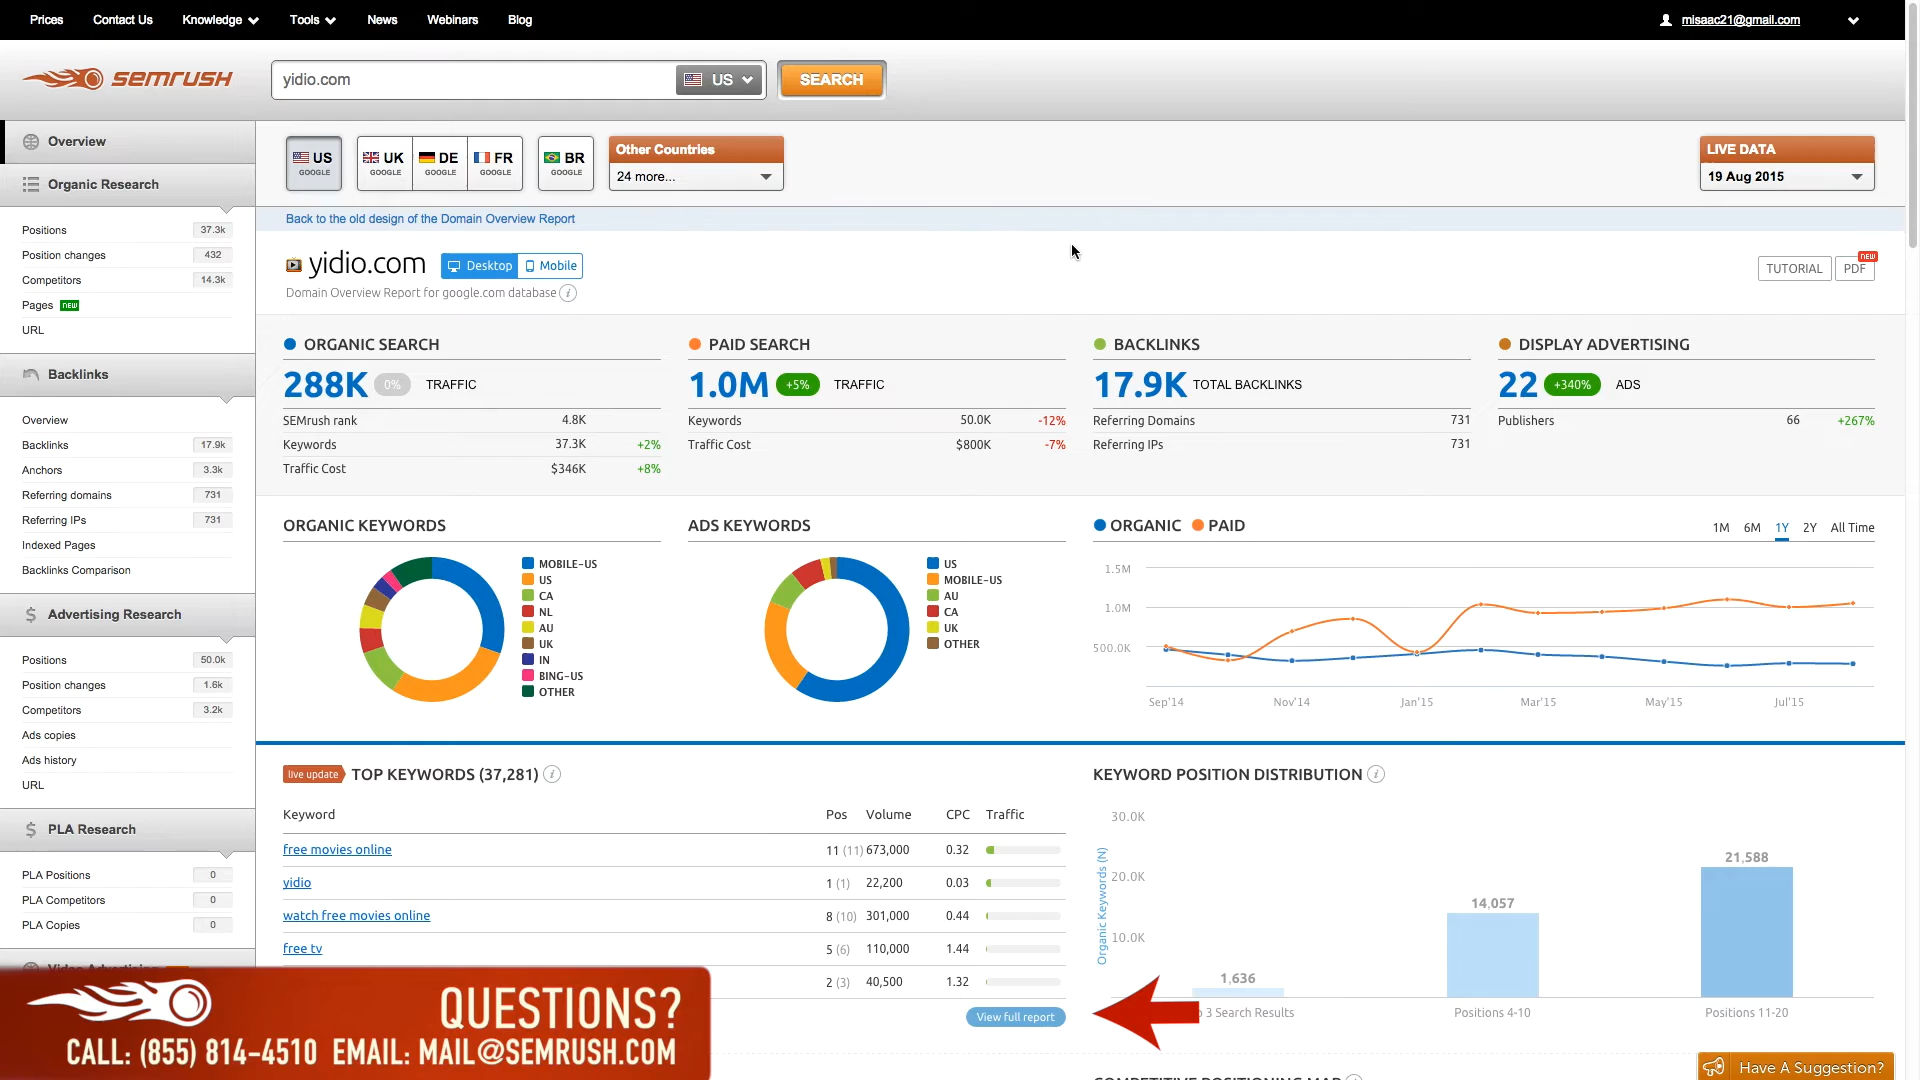 Prices Contact Us Knowledge Tools News Webinars Blog misaac21@gmail.com
semrush yidio.com US SEARCH
Overview
Organic Research
Positions 37.3k
Position changes 432
Competitors 14.3k
Pages NEW
URL
Backlinks
Overview
Backlinks 17.9k
Anchors 3.3k
Referring domains 731
Referring IPs 731
Indexed Pages
Backlinks Comparison
Advertising Research
Positions 50.0k
Position changes 1.6k
Competitors 3.2k
Ads copies
Ads history
URL
PLA Research
PLA Positions 0
PLA Competitors 0
PLA Copies 0
US GOOGLE UK GOOGLE DE GOOGLE FR GOOGLE BR GOOGLE
Other Countries
24 more...
LIVE DATA
19 Aug 2015
Back to the old design of the Domain Overview Report
yidio.com Desktop Mobile
Domain Overview Report for google.com database i
TUTORIAL PDF NEW
ORGANIC SEARCH
288K 0% TRAFFIC
SEMrush rank 4.8K
Keywords 37.3K +2%
Traffic Cost $346K +8%
PAID SEARCH
1.0M +5% TRAFFIC
Keywords 50.0K -12%
Traffic Cost $800K -7%
BACKLINKS
17.9K TOTAL BACKLINKS
Referring Domains 731
Referring IPs 731
DISPLAY ADVERTISING
22 +340% ADS
Publishers 66 +267%
ORGANIC KEYWORDS
MOBILE-US
US
CA
NL
AU
UK
IN
BING-US
OTHER
ADS KEYWORDS
US
MOBILE-US
AU
CA
UK
OTHER
ORGANIC PAID 1M 6M 1Y 2Y All Time
1.5M
1.0M
500.0K
Sep'14 Nov'14 Jan'15 Mar'15 May'15 Jul'15
live update TOP KEYWORDS (37,281) i
Keyword Pos Volume CPC Traffic
free movies online 11 (11) 673,000 0.32
yidio 1 (1) 22,200 0.03
watch free movies online 8 (10) 301,000 0.44
free tv 5 (6) 110,000 1.44
2 (3) 40,500 1.32
View full report
KEYWORD POSITION DISTRIBUTION i
Organic Keywords (N)
30.0K
20.0K
10.0K
1,636
14,057
21,588
3 Search Results Positions 4-10 Positions 11-20
QUESTIONS?
CALL: (855) 814-4510 EMAIL: MAIL@SEMRUSH.COM
Have A Suggestion?